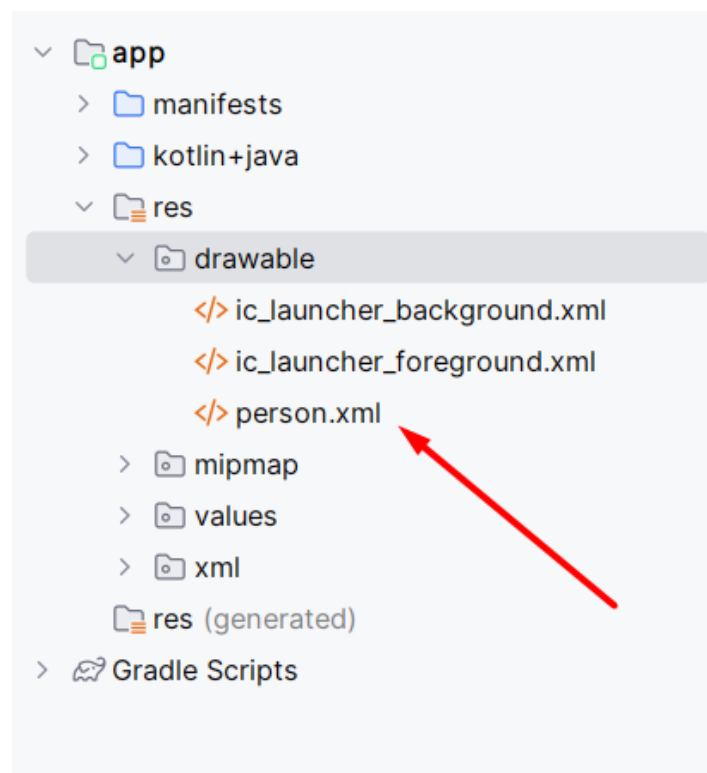 app
manifests
kotlin+java
res
drawable
</> ic_launcher_background.xml
</> ic_launcher_foreground.xml
</> person.xml
mipmap
values
xml
res (generated)
Gradle Scripts